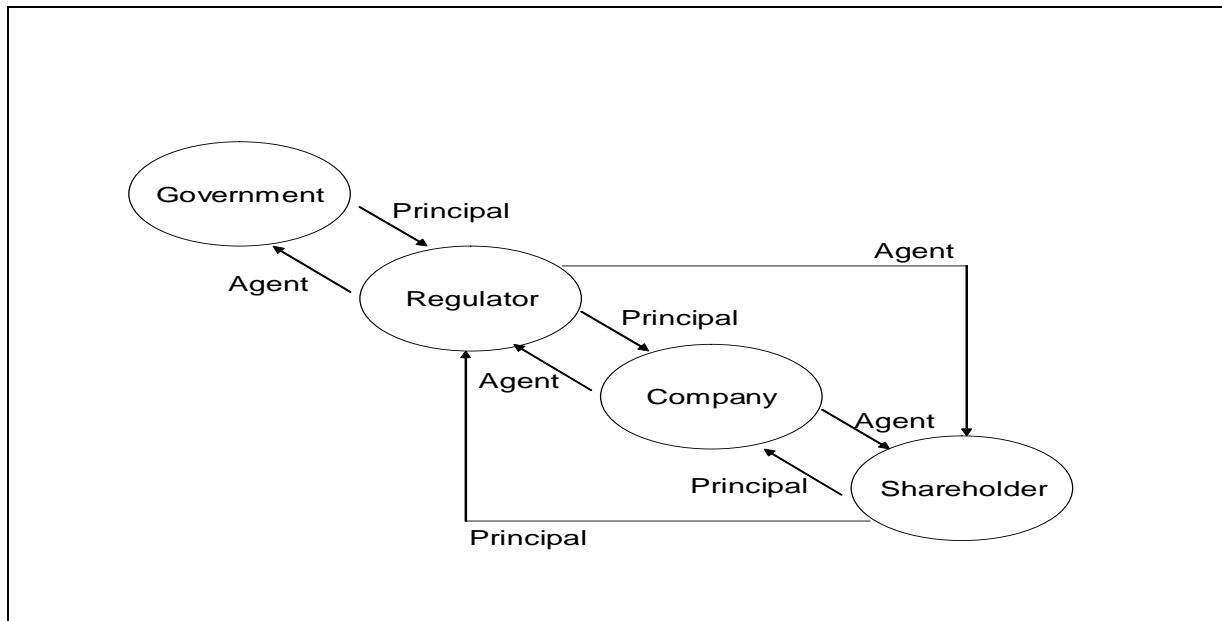 Government
Principal
Agent
Agent
Regulator
Principal
Agent
Company
Agent
Principal
Shareholder
Principal